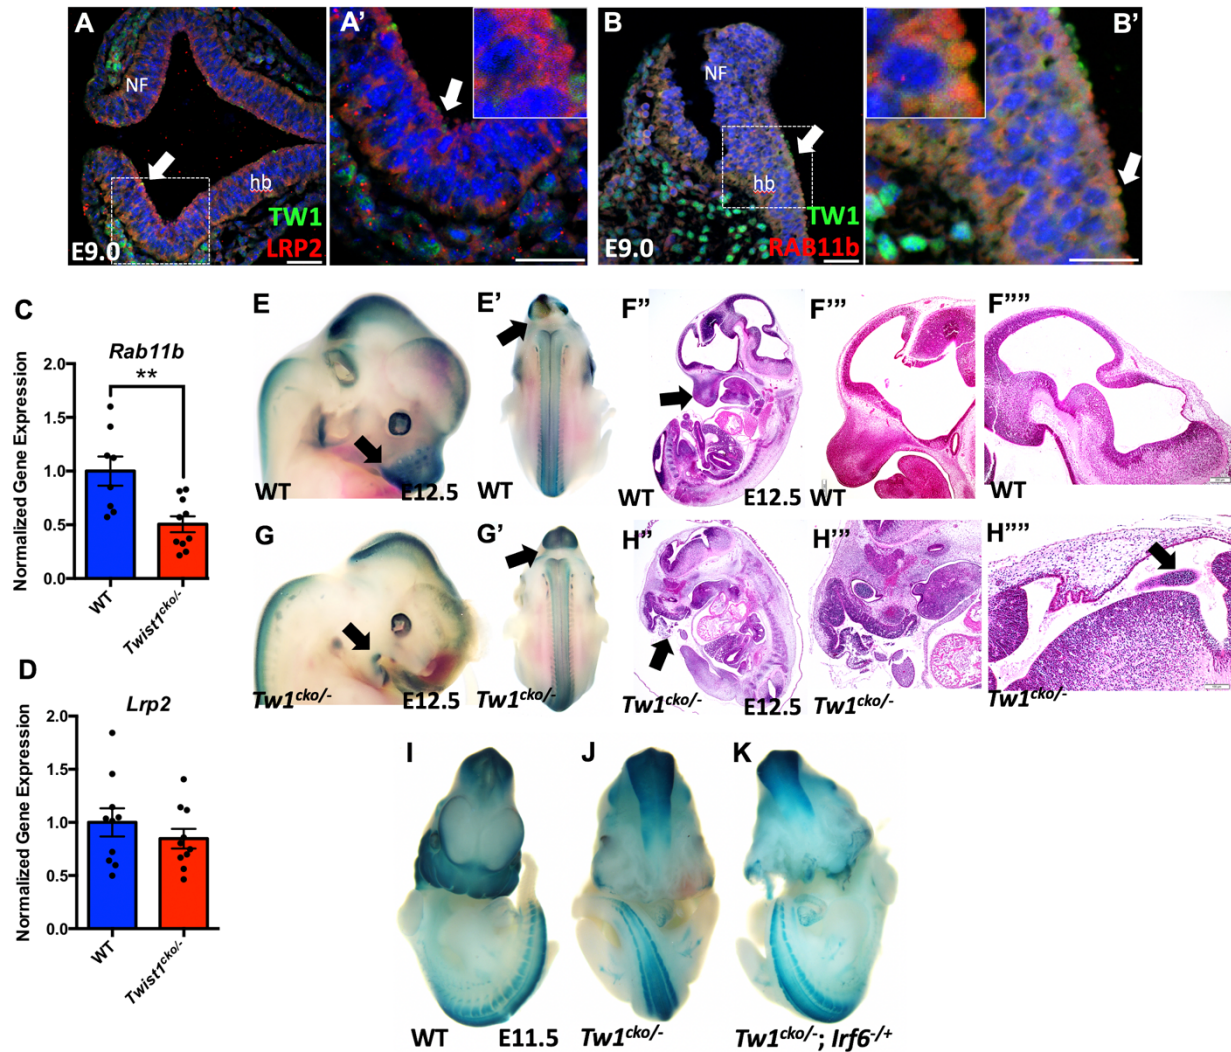 A
NF
hb
TW1
E9.0
LRP2
A'
B
NF
hb
TW1
E9.0
RAB11b
B'
C
Rab11b
**
Normalized Gene Expression
2.0
1.5
1.0
0.5
0.0
WT
Twist1cko/-
D
Lrp2
Normalized Gene Expression
2.0
1.5
1.0
0.5
0.0
WT
Twist1cko/-
E
WT
E12.5
E'
WT
F''
WT
E12.5
F'''
WT
F''''
WT
G
Tw1cko/-
E12.5
G'
Tw1cko/-
H''
Tw1cko/-
E12.5
H'''
Tw1cko/-
H''''
Tw1cko/-
I
WT
E11.5
J
Tw1cko/-
K
Tw1cko/-; Irf6-/+